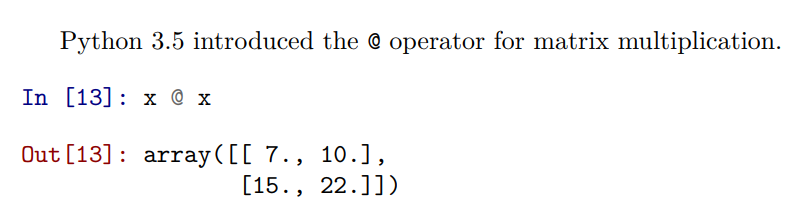 Python 3.5 introduced the @ operator for matrix multiplication.
In [13]: x @ x
Out[13]: array([[ 7., 10.],
[15., 22.]])